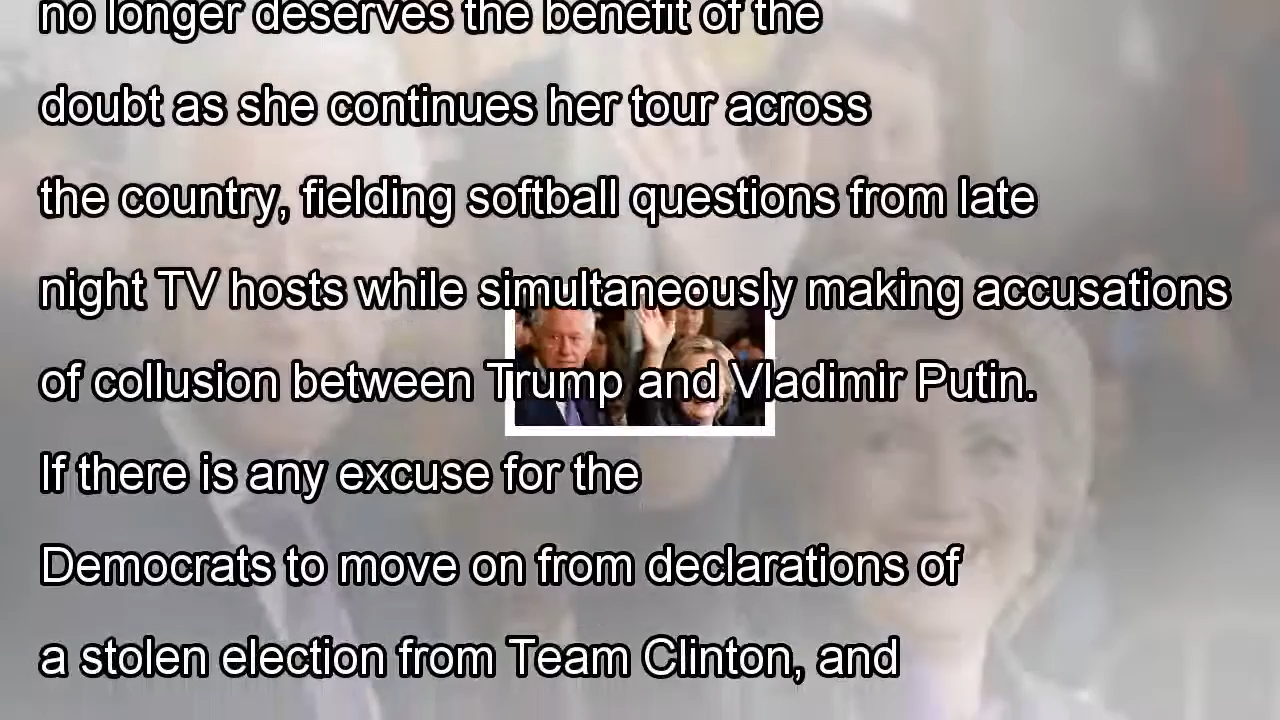 no longer deserves the benefit of the
doubt as she continues her tour across
the country, fielding softball questions from late
night TV hosts while simultaneously making accusations
of collusion between Trump and Vladimir Putin.
If there is any excuse for the
Democrats to move on from declarations of
a stolen election from Team Clinton, and